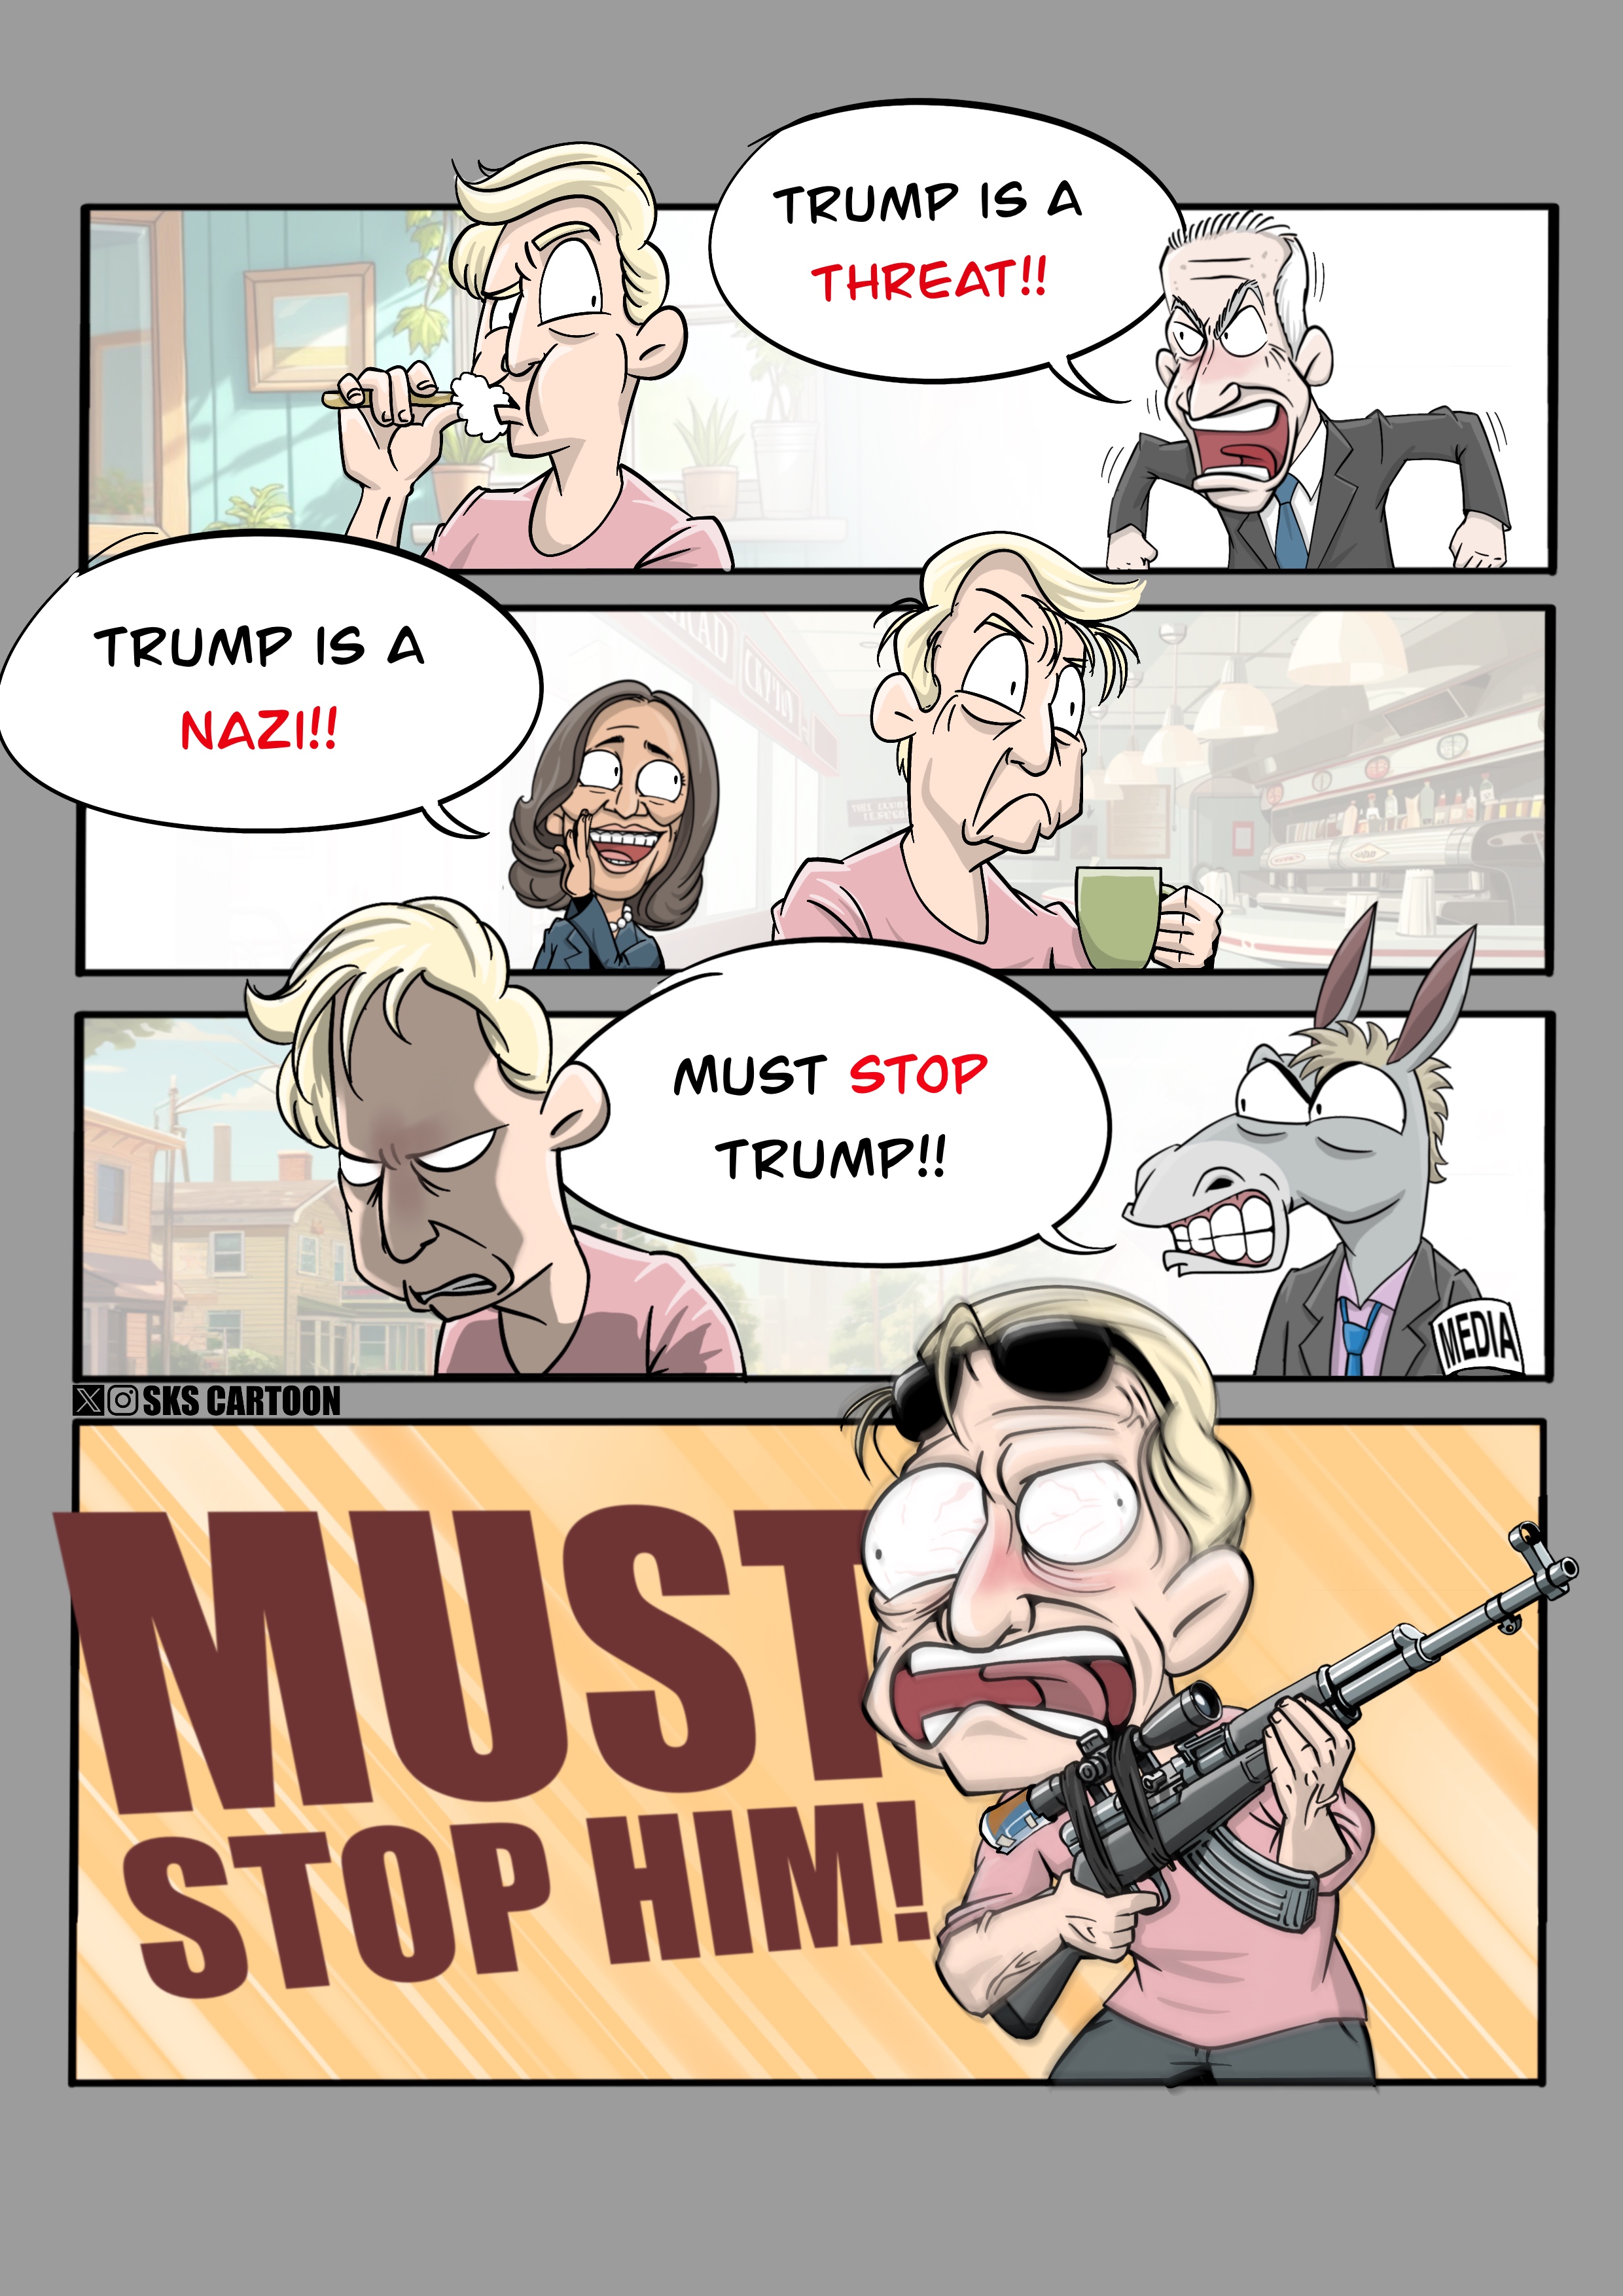 TRUMP IS A
THREAT!!
TRUMP IS A
NAZI!!
MUST STOP
TRUMP!!
MEDIA
SKS CARTOON
MUST
STOP HIM!